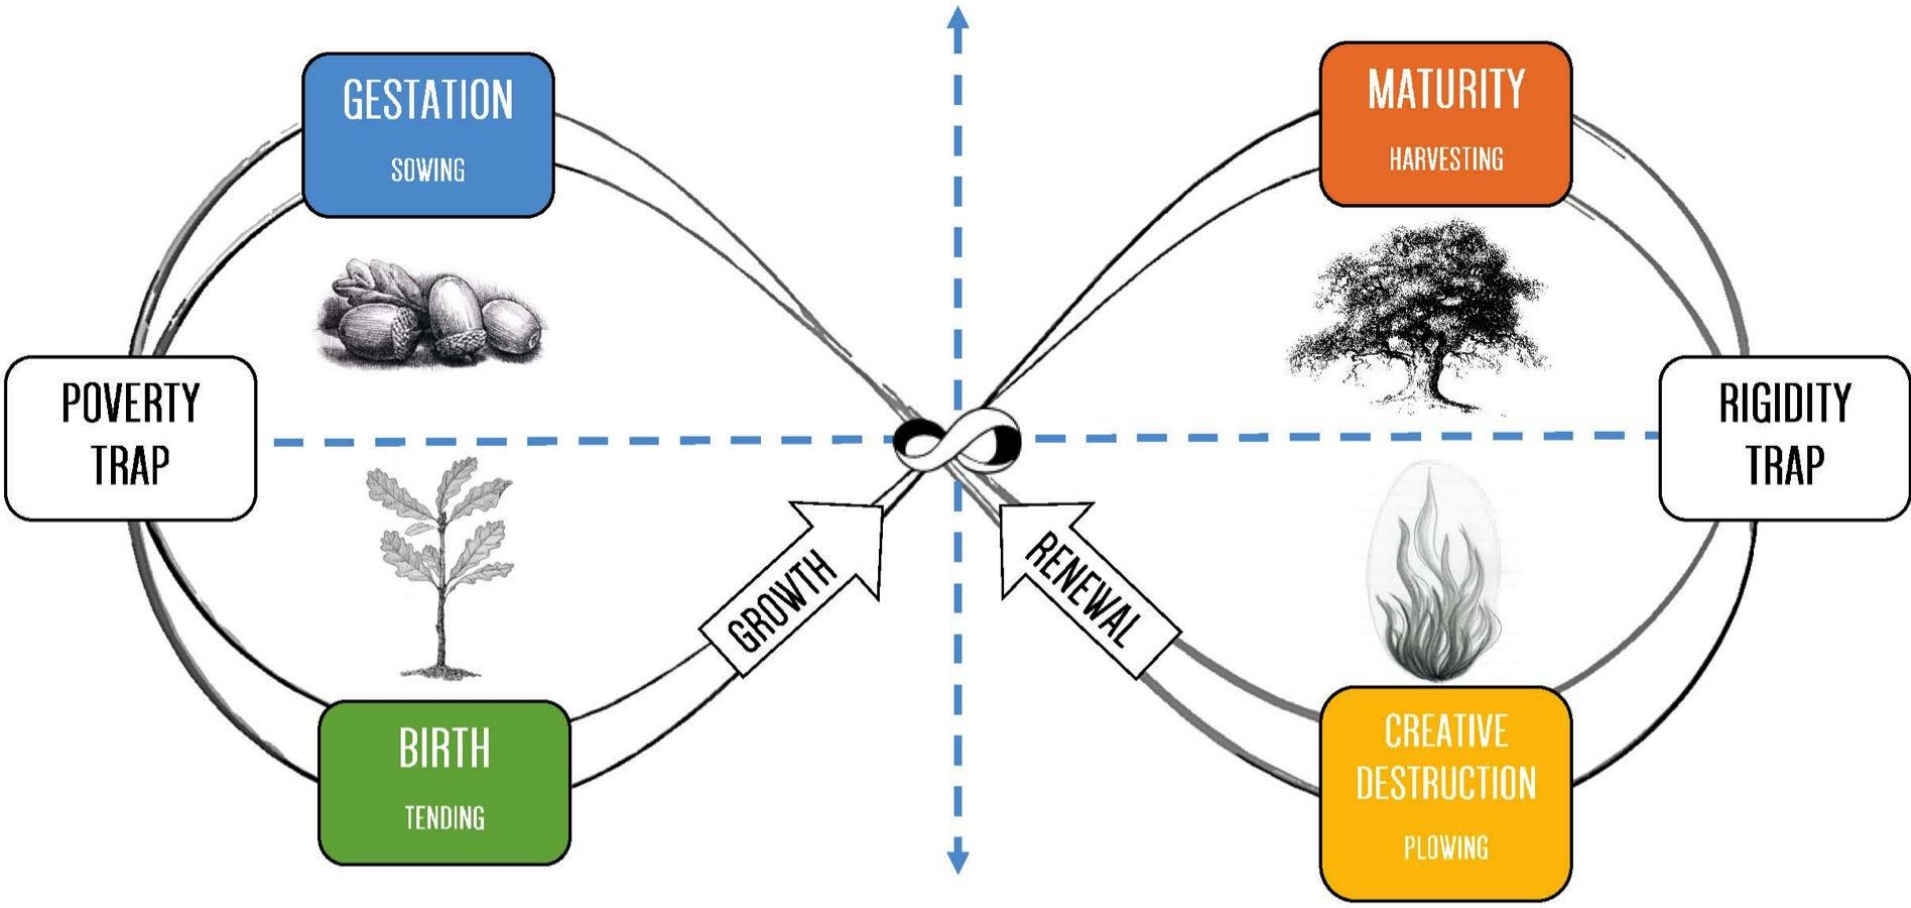 GESTATION
SOWING
MATURITY
HARVESTING
POVERTY
TRAP
RIGIDITY
TRAP
GROWTH
RENEWAL
BIRTH
TENDING
CREATIVE
DESTRUCTION
PLOWING